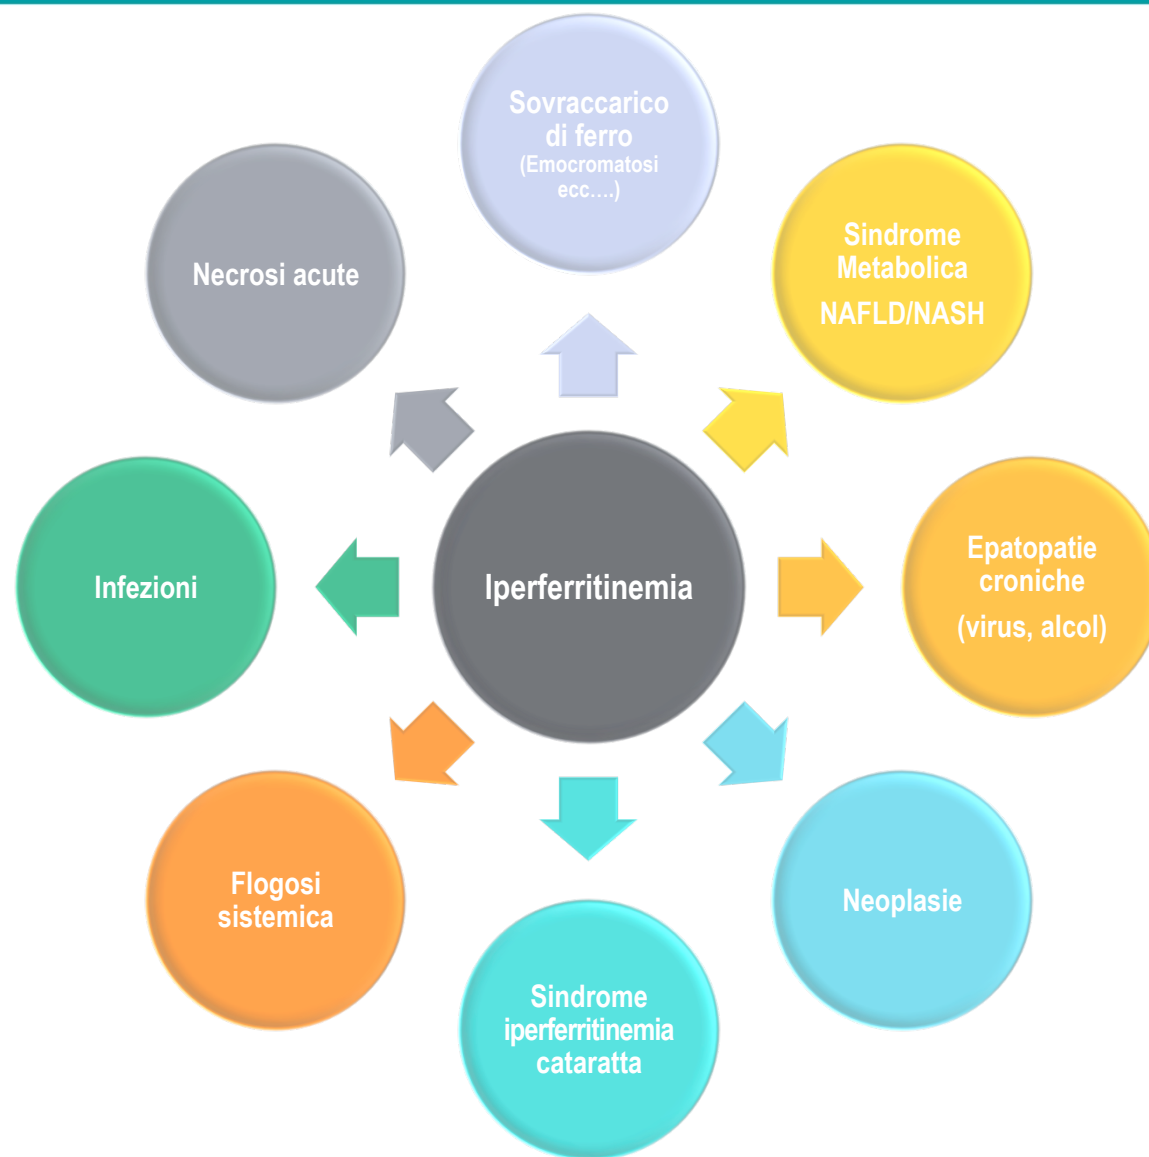 Sovraccarico
di ferro
(Emocromatosi
ecc….)
Sindrome
Metabolica
NAFLD/NASH
Epatopatie
croniche
(virus, alcol)
Neoplasie
Sindrome
iperferritinemia
cataratta
Flogosi
sistemica
Infezioni
Necrosi acute
Iperferritinemia